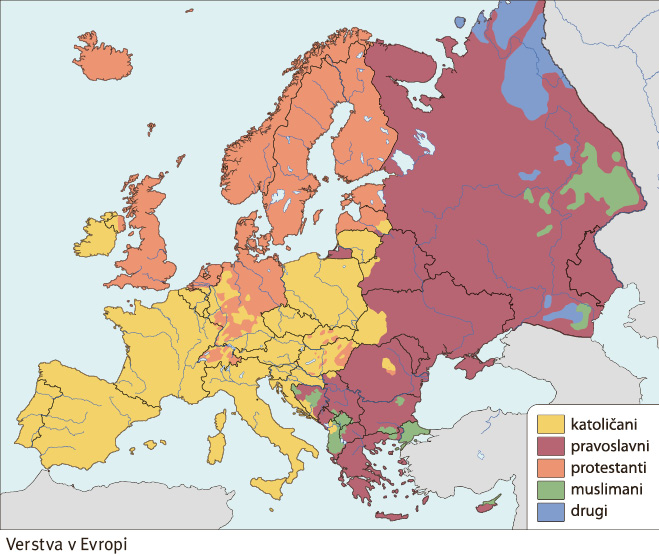 katoličani
pravoslavni
protestanti
muslimani
drugi
Verstva v Evropi